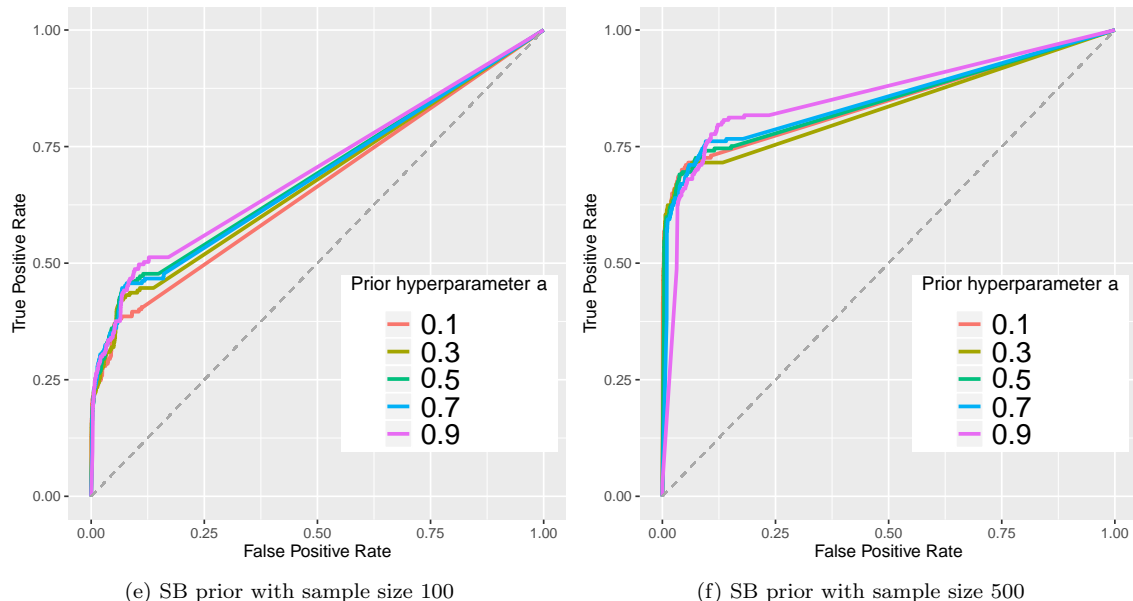 1.00
0.75
0.50
0.25
0.00
True Positive Rate
Prior hyperparameter a
0.1
0.3
0.5
0.7
0.9
0.00 0.25 0.50 0.75 1.00
False Positive Rate
(e) SB prior with sample size 100
1.00
0.75
0.50
0.25
0.00
True Positive Rate
Prior hyperparameter a
0.1
0.3
0.5
0.7
0.9
0.00 0.25 0.50 0.75 1.00
False Positive Rate
(f) SB prior with sample size 500